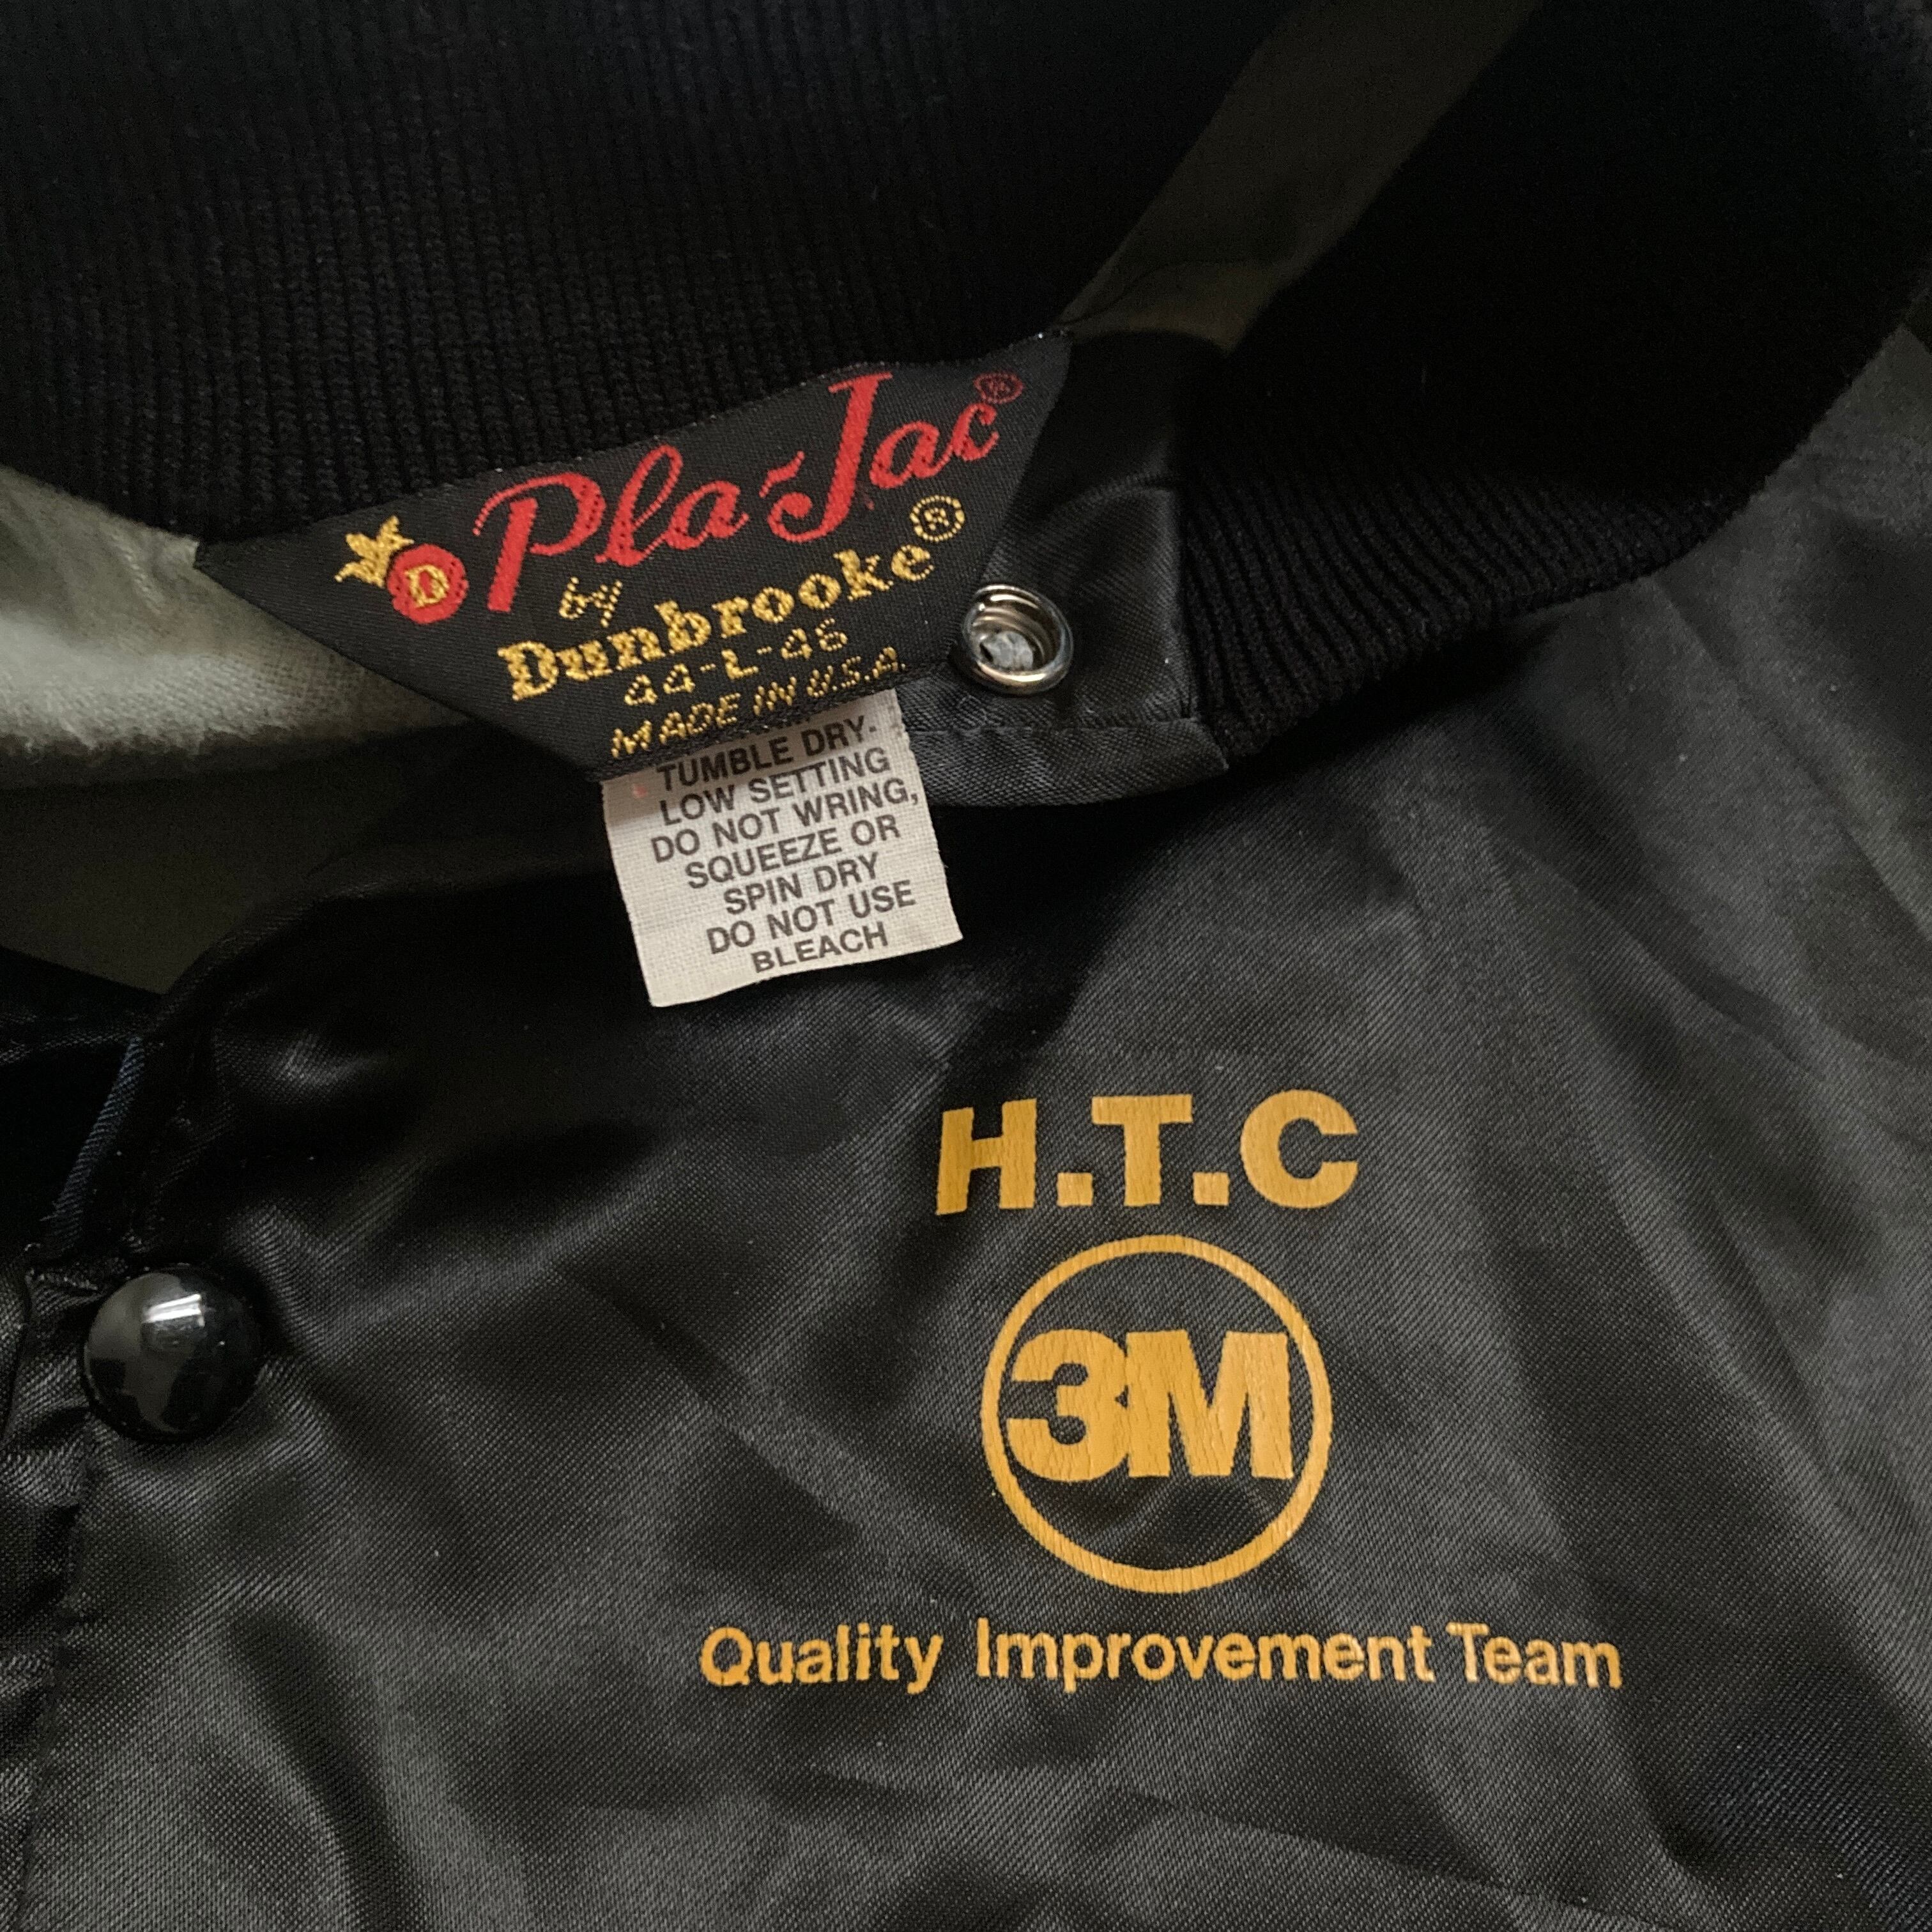 Pla-Jac®
D
by
Dunbrooke®
44-L-46
MADE IN U.S.A.
TUMBLE DRY-
LOW SETTING
DO NOT WRING,
SQUEEZE OR
SPIN DRY
DO NOT USE
BLEACH
H.T.C
3M
Quality Improvement Team